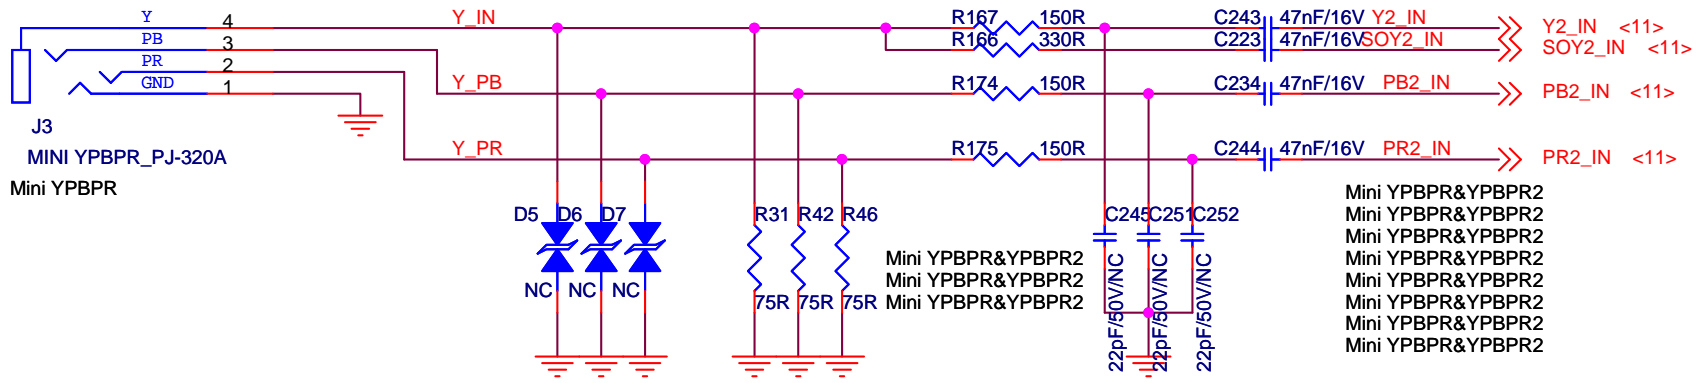 Y 4 Y_IN R167 150R C243 47nF/16V Y2_IN Y2_IN <11>
PB 3 R166 330R C223 47nF/16V SOY2_IN SOY2_IN <11>
PR 2
GND 1 Y_PB R174 150R C234 47nF/16V PB2_IN PB2_IN <11>
J3
MINI YPBPR_PJ-320A Y_PR R175 150R C244 47nF/16V PR2_IN PR2_IN <11>
Mini YPBPR
Mini YPBPR&YPBPR2
D5 D6 D7 R31 R42 R46 C245 C251 C252 Mini YPBPR&YPBPR2
Mini YPBPR&YPBPR2
Mini YPBPR&YPBPR2 Mini YPBPR&YPBPR2
Mini YPBPR&YPBPR2 Mini YPBPR&YPBPR2
NC NC NC 75R 75R 75R Mini YPBPR&YPBPR2 Mini YPBPR&YPBPR2
Mini YPBPR&YPBPR2
Mini YPBPR&YPBPR2
22pF/50V/NC
22pF/50V/NC
22pF/50V/NC